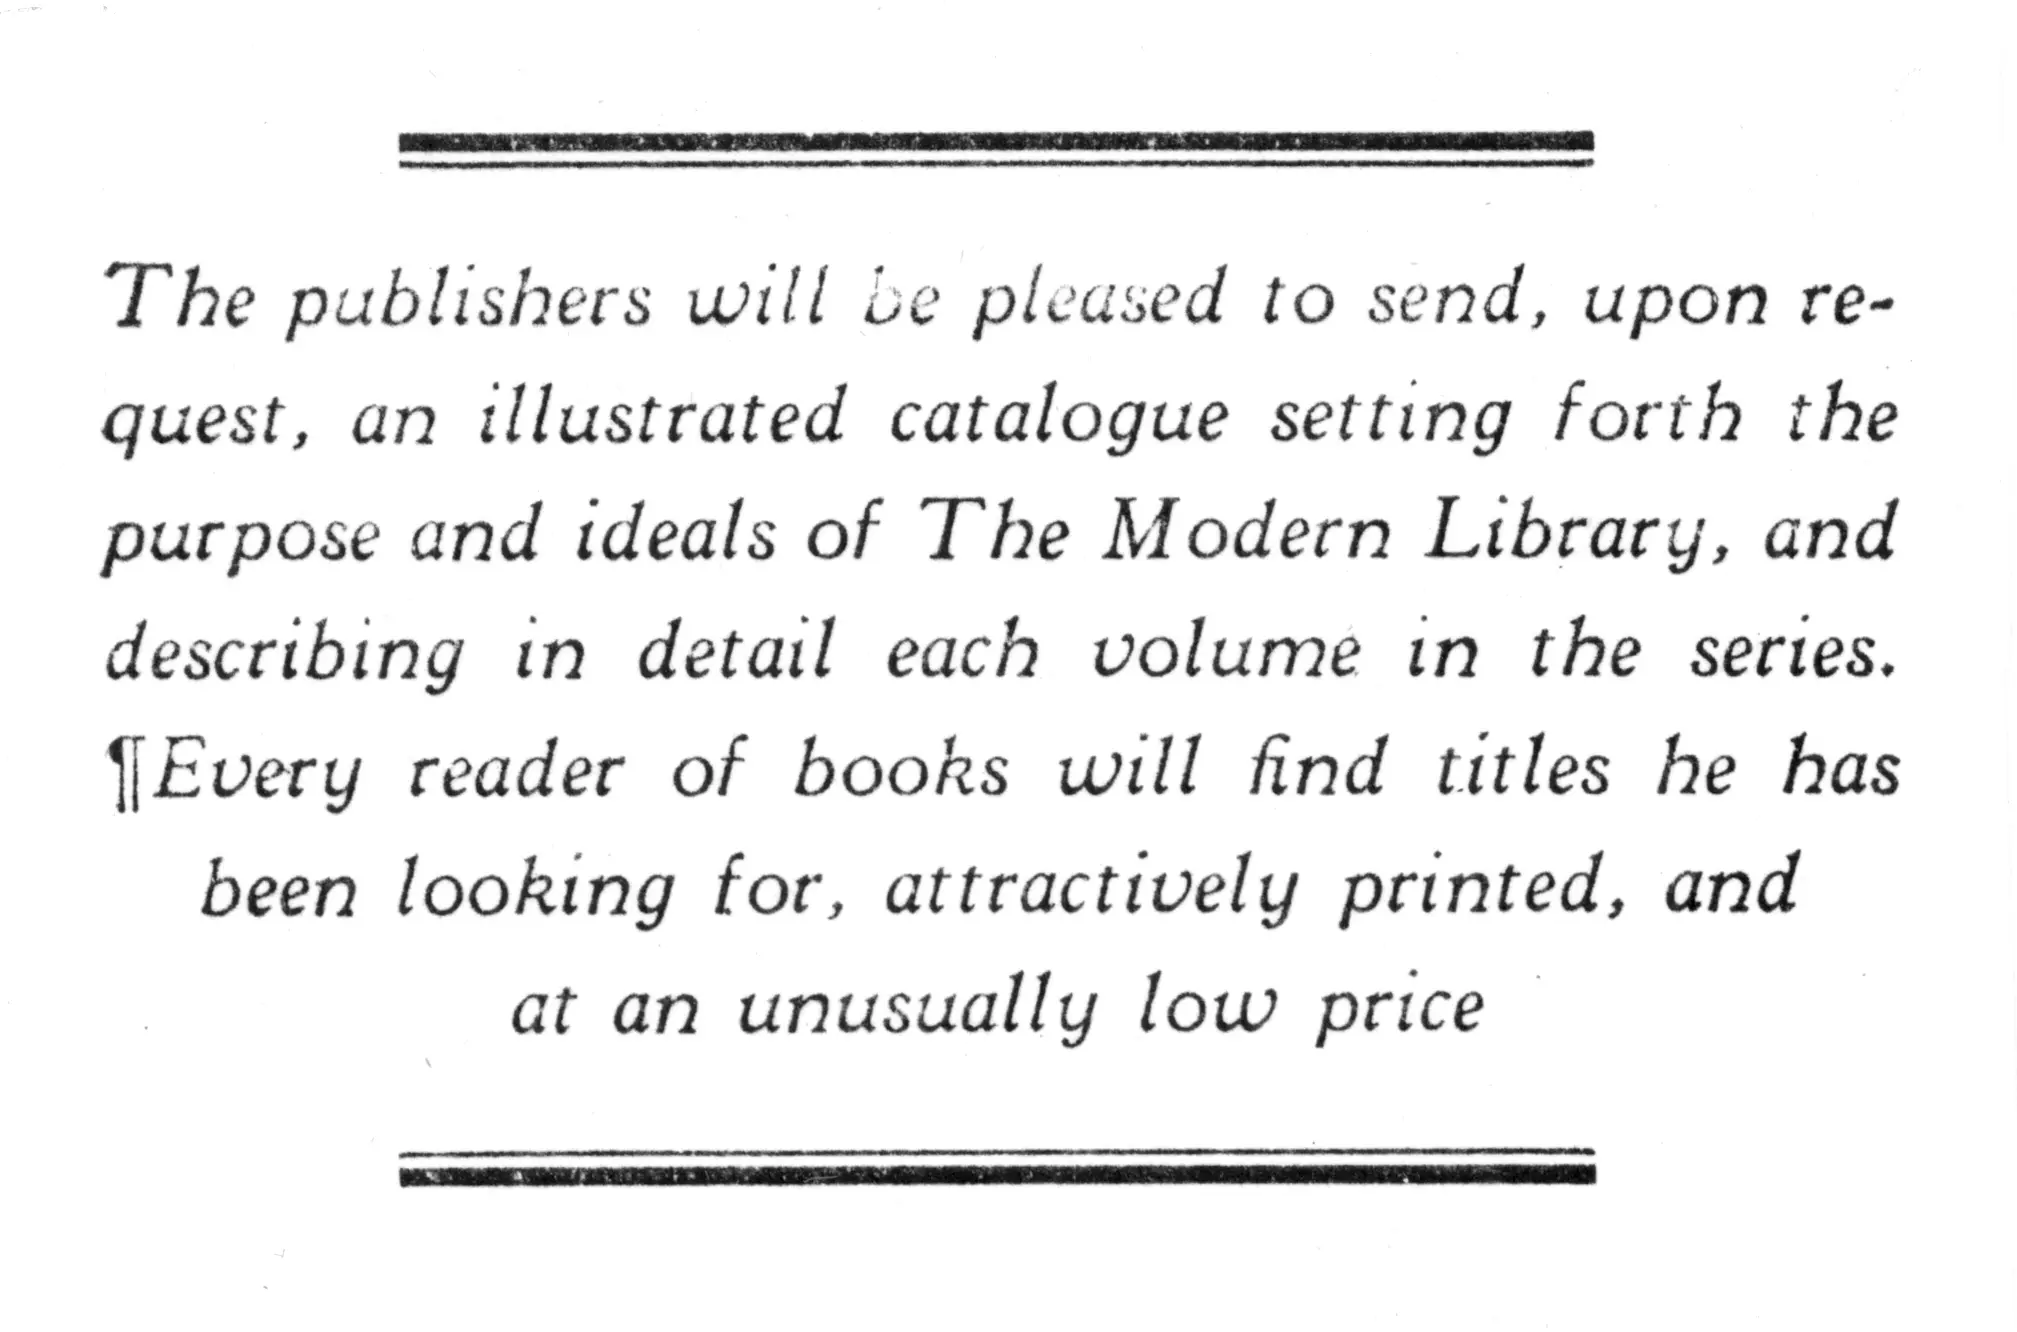 The publishers will be pleased to send, upon re-
quest, an illustrated catalogue setting forth the
purpose and ideals of The Modern Library, and
describing in detail each volume in the series.
¶Every reader of books will find titles he has
been looking for, attractively printed, and
at an unusually low price